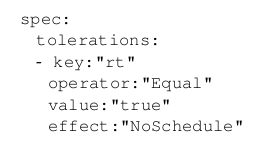 spec:
tolerations:
- key:"rt"
operator:"Equal"
value:"true"
effect:"NoSchedule"